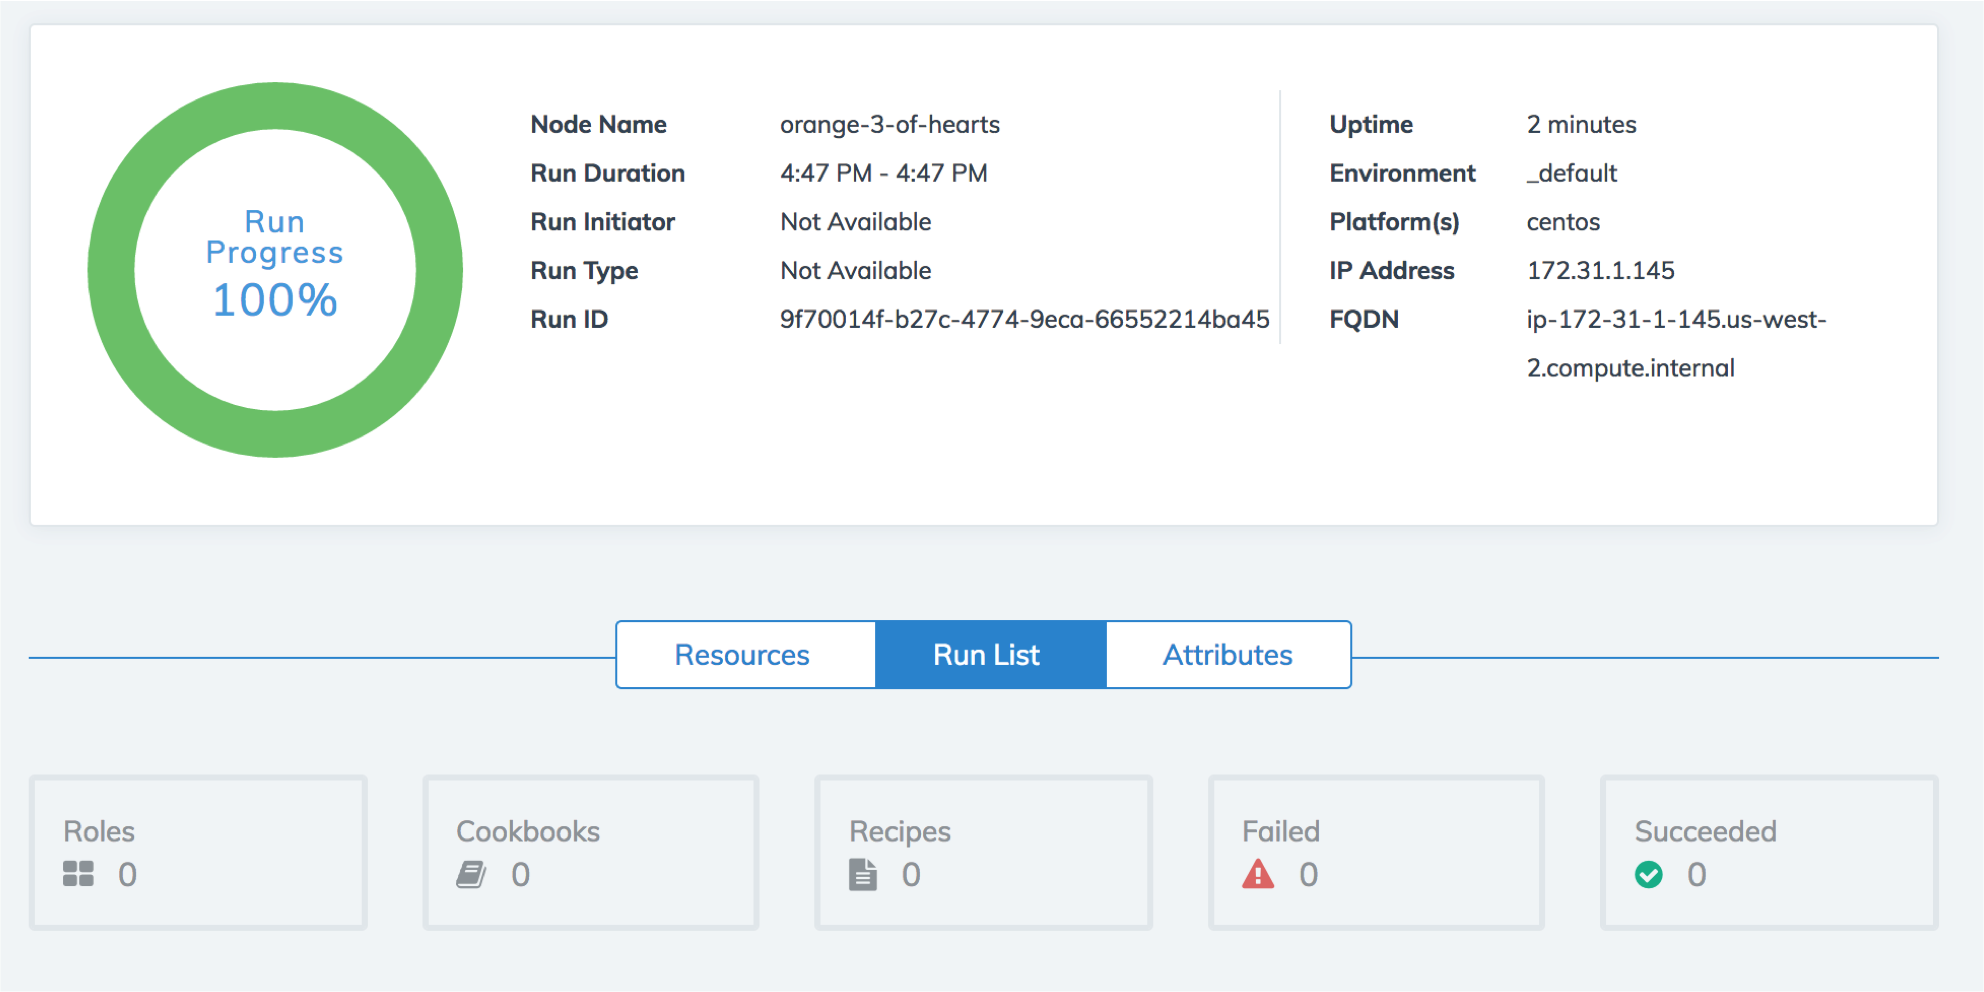 Run
Progress
100%
Node Name orange-3-of-hearts
Run Duration 4:47 PM - 4:47 PM
Run Initiator Not Available
Run Type Not Available
Run ID 9f70014f-b27c-4774-9eca-66552214ba45
Uptime 2 minutes
Environment _default
Platform(s) centos
IP Address 172.31.1.145
FQDN ip-172-31-1-145.us-west-
2.compute.internal
Resources Run List Attributes
Roles
0
Cookbooks
0
Recipes
0
Failed
0
Succeeded
0